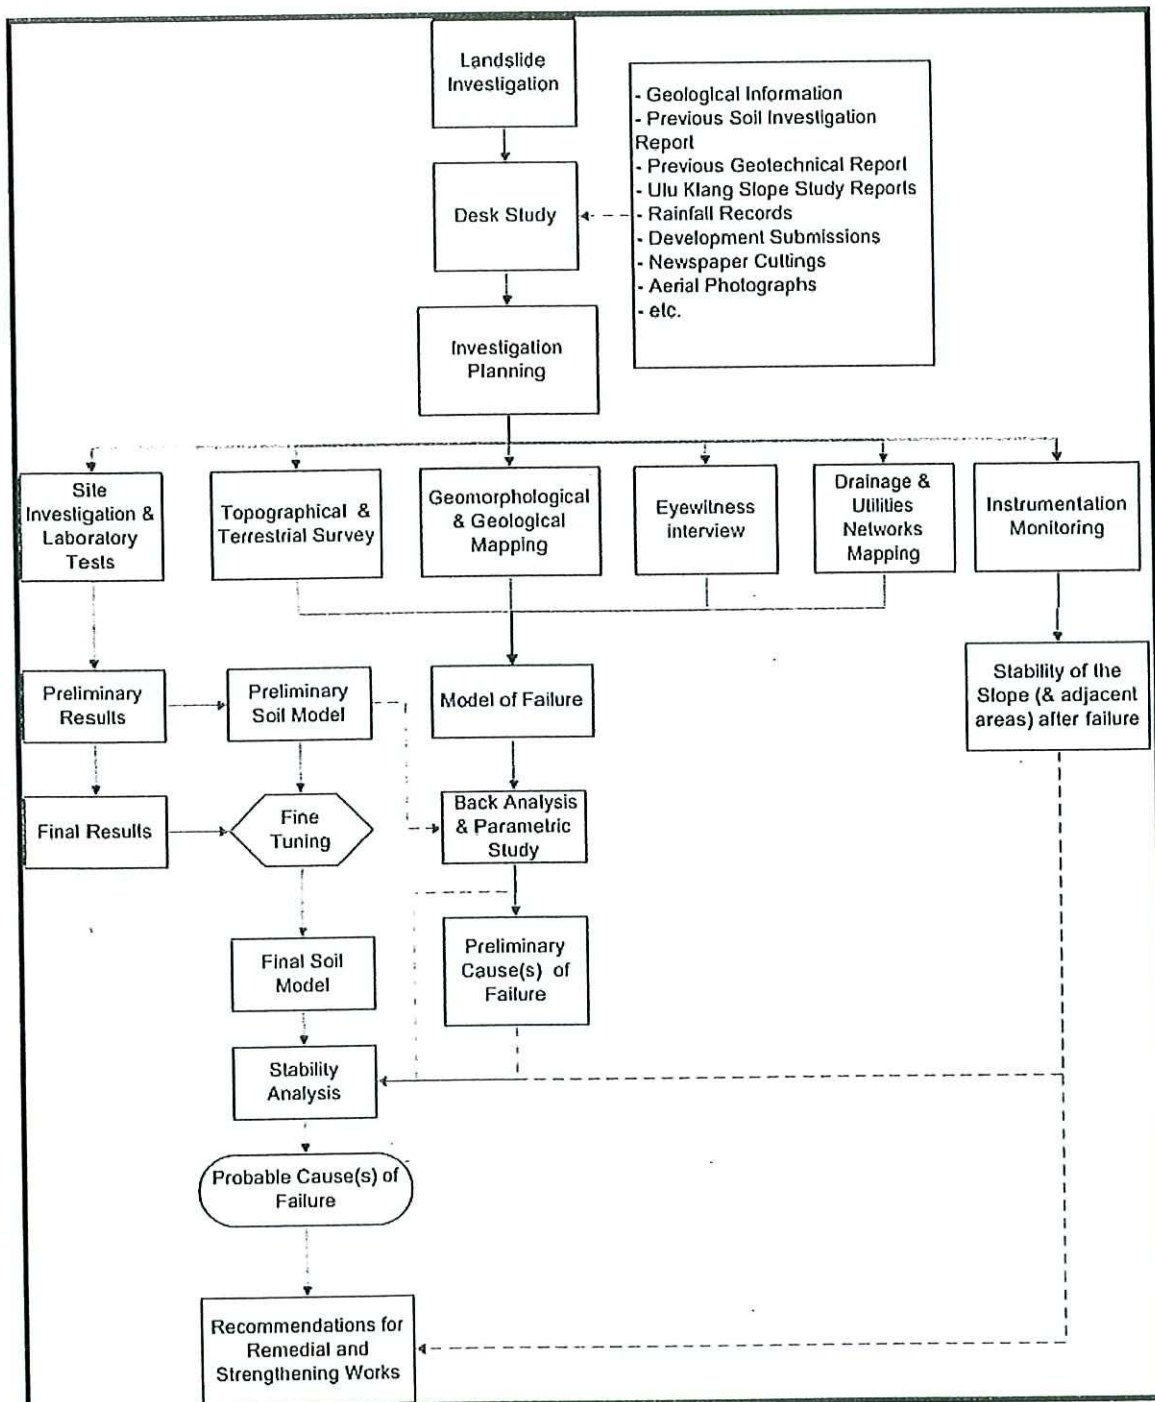 Landslide
Investigation
- Geological Information
- Previous Soil Investigation
Report
- Previous Geotechnical Report
- Ulu Klang Slope Study Reports
- Rainfall Records
- Development Submissions
- Newspaper Cuttings
- Aerial Photographs
- etc.
Desk Study
Investigation
Planning
Site
Investigation &
Laboratory
Tests
Topographical &
Terrestrial Survey
Geomorphological
& Geological
Mapping
Eyewitness
interview
Drainage &
Utilities
Networks
Mapping
Instrumentation
Monitoring
Preliminary
Results
Preliminary
Soil Model
Model of Failure
Stability of the
Slope (& adjacent
areas) after failure
Final Results
Fine
Tuning
Back Analysis
& Parametric
Study
Final Soil
Model
Preliminary
Cause(s) of
Failure
Stability
Analysis
Probable Cause(s) of
Failure
Recommendations for
Remedial and
Strengthening Works